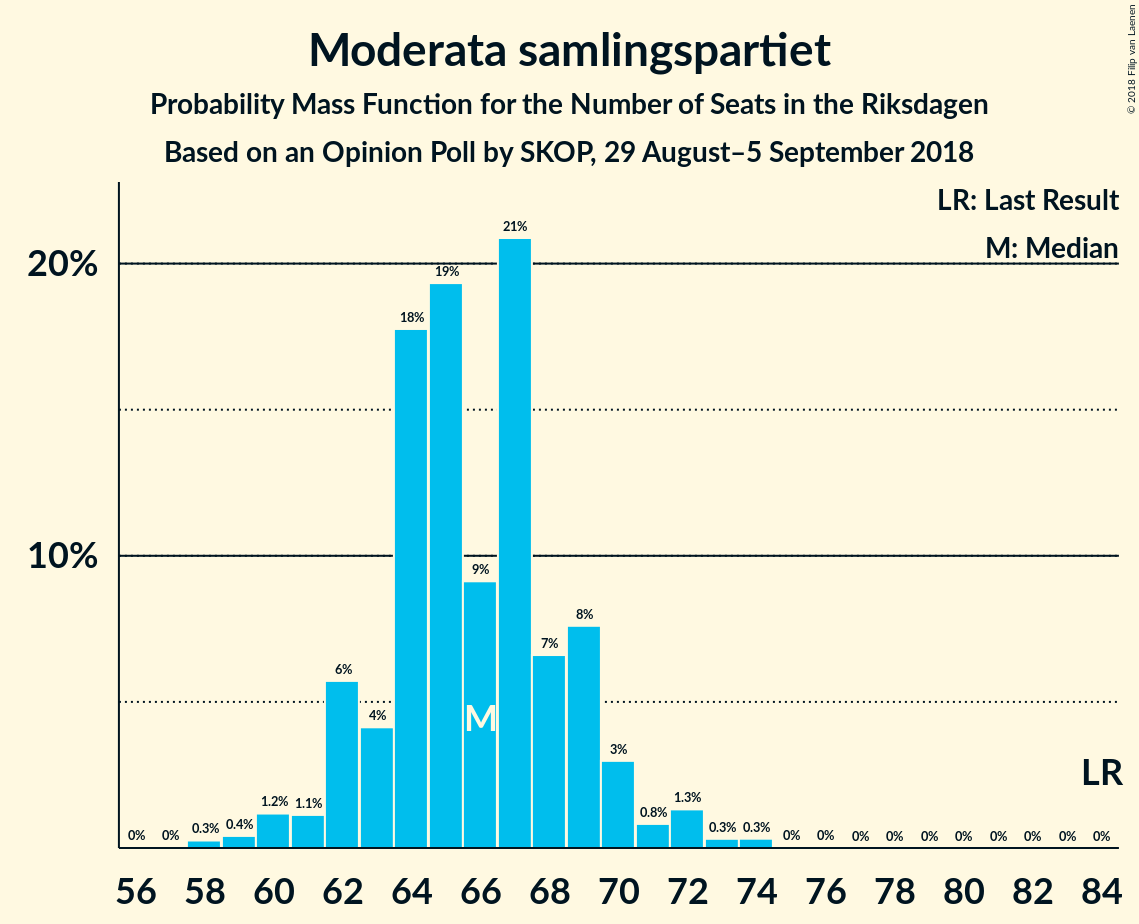 Moderata samlingspartiet
Probability Mass Function for the Number of Seats in the Riksdagen
Based on an Opinion Poll by SKOP, 29 August–5 September 2018
© 2018 Filip van Laenen
LR: Last Result
M: Median
20%
10%
0% 0% 0.3% 0.4% 1.2% 1.1% 6% 4% 18% 19% 9% 21% 7% 8% 3% 0.8% 1.3% 0.3% 0.3% 0% 0% 0% 0% 0% 0% 0% 0% 0% 0%
M
LR
56 58 60 62 64 66 68 70 72 74 76 78 80 82 84